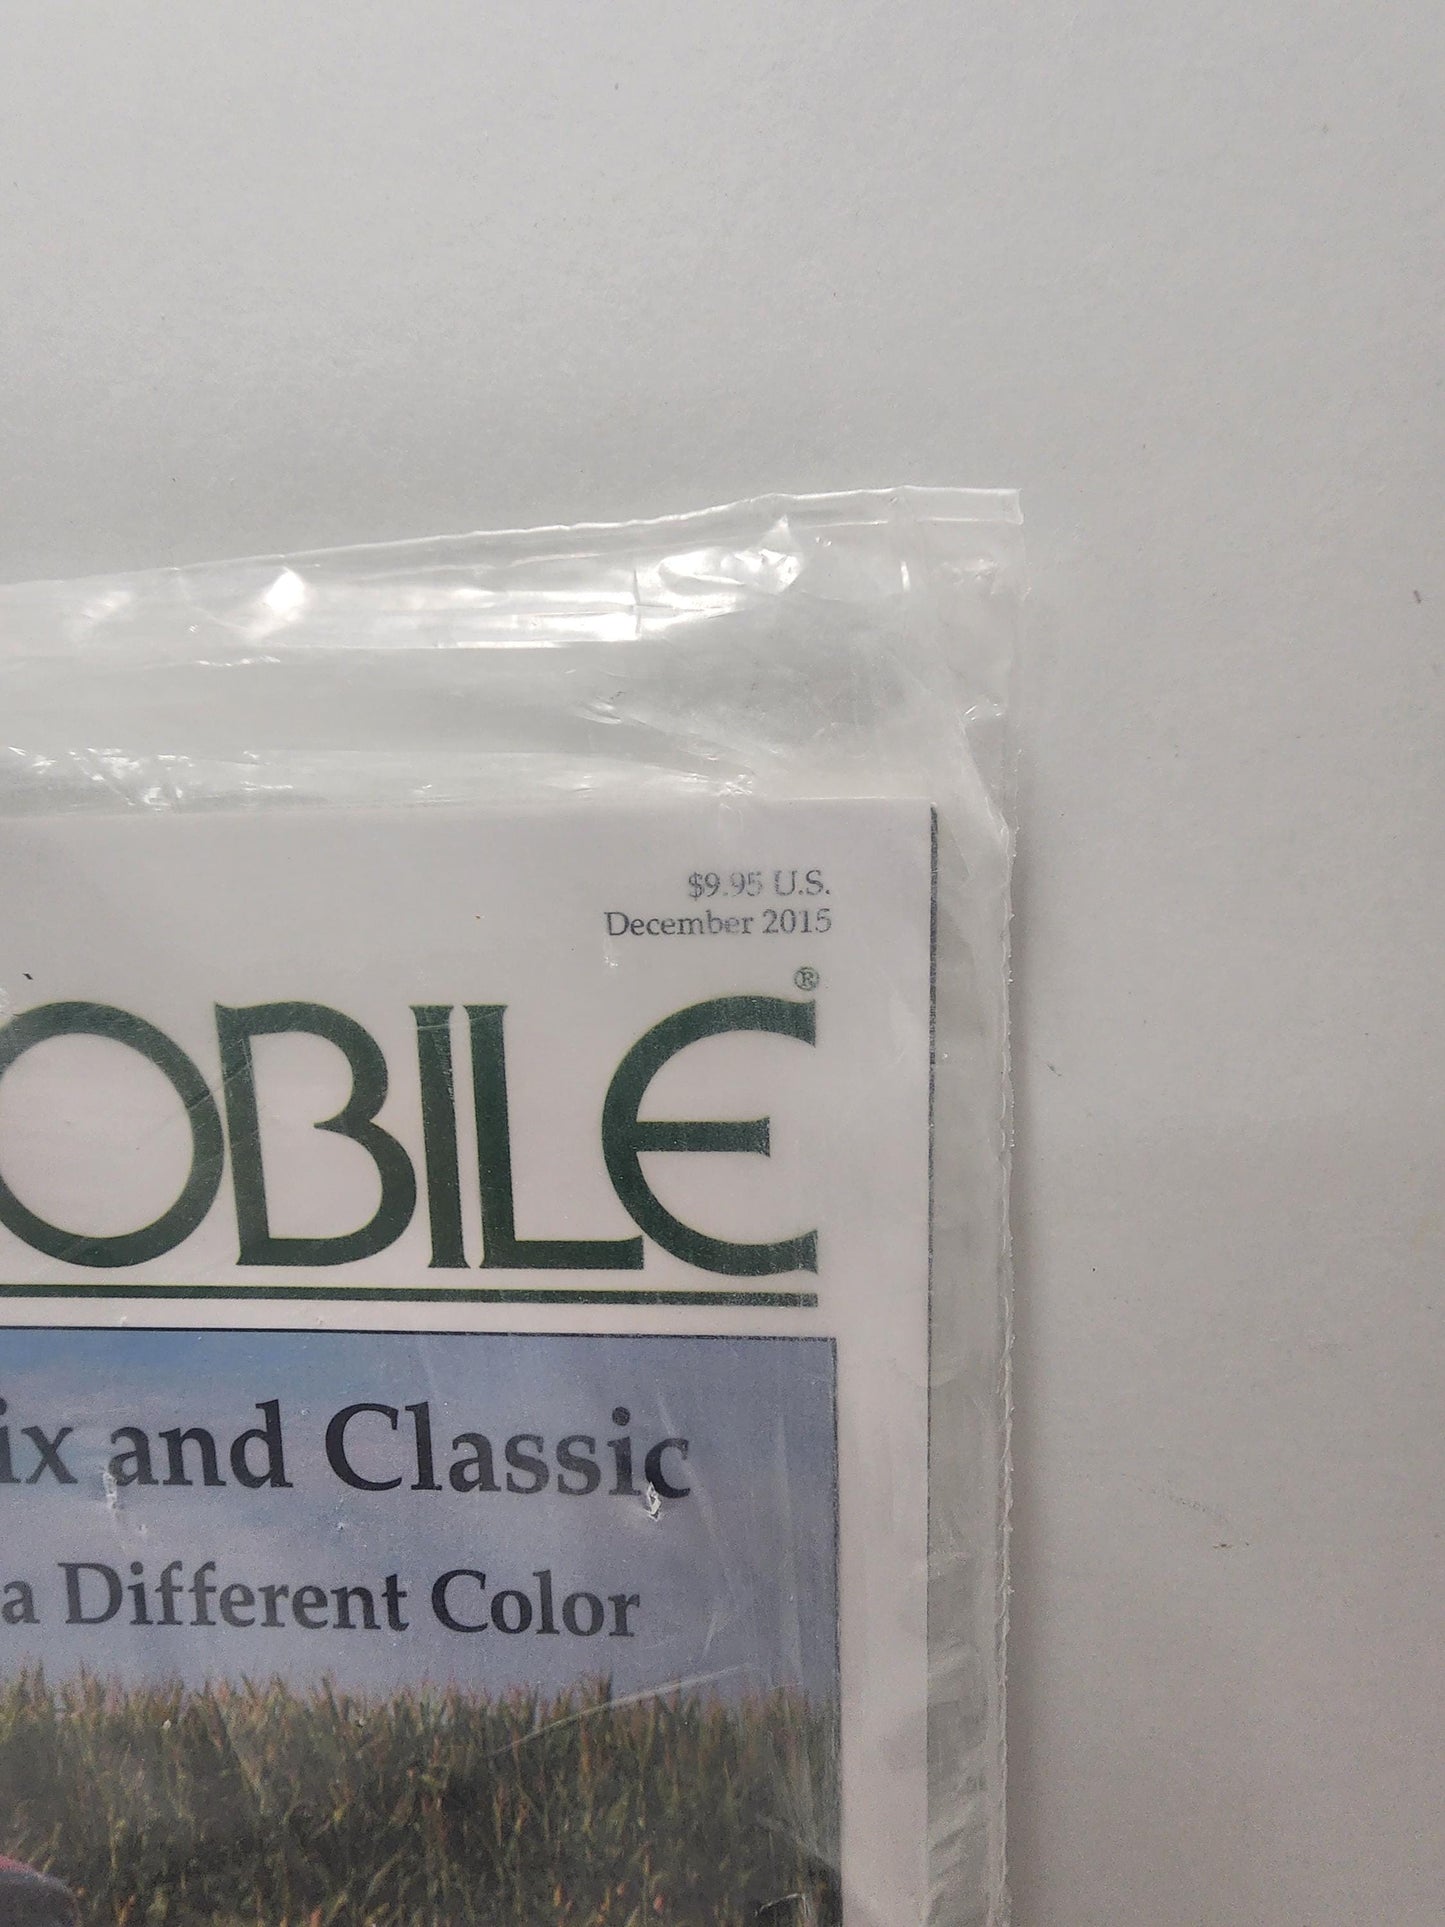 $9.95 U.S.
December 2015
OBILE®
ix and Classic
a Different Color